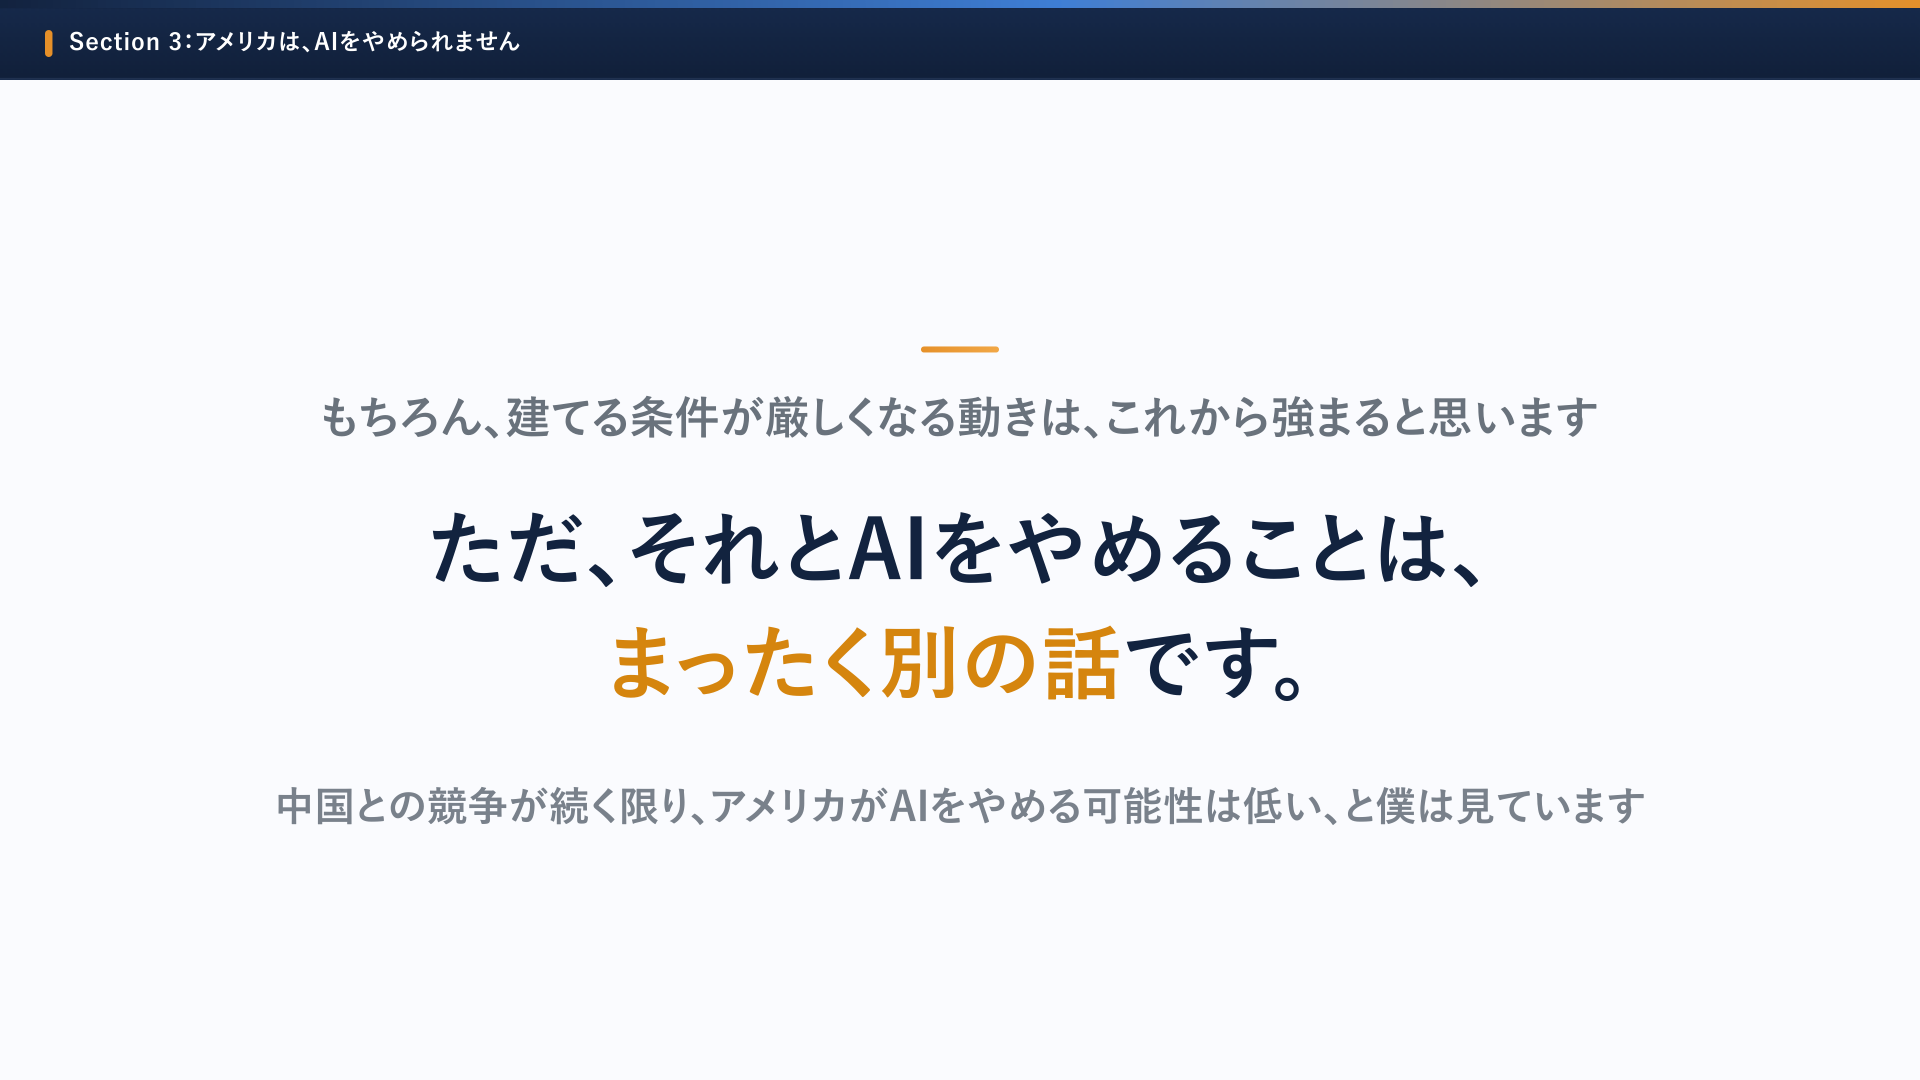 Section 3：アメリカは、AIをやめられません
もちろん、建てる条件が厳しくなる動きは、これから強まると思います
ただ、それとAIをやめることは、
まったく別の話です。
中国との競争が続く限り、アメリカがAIをやめる可能性は低い、と僕は見ています